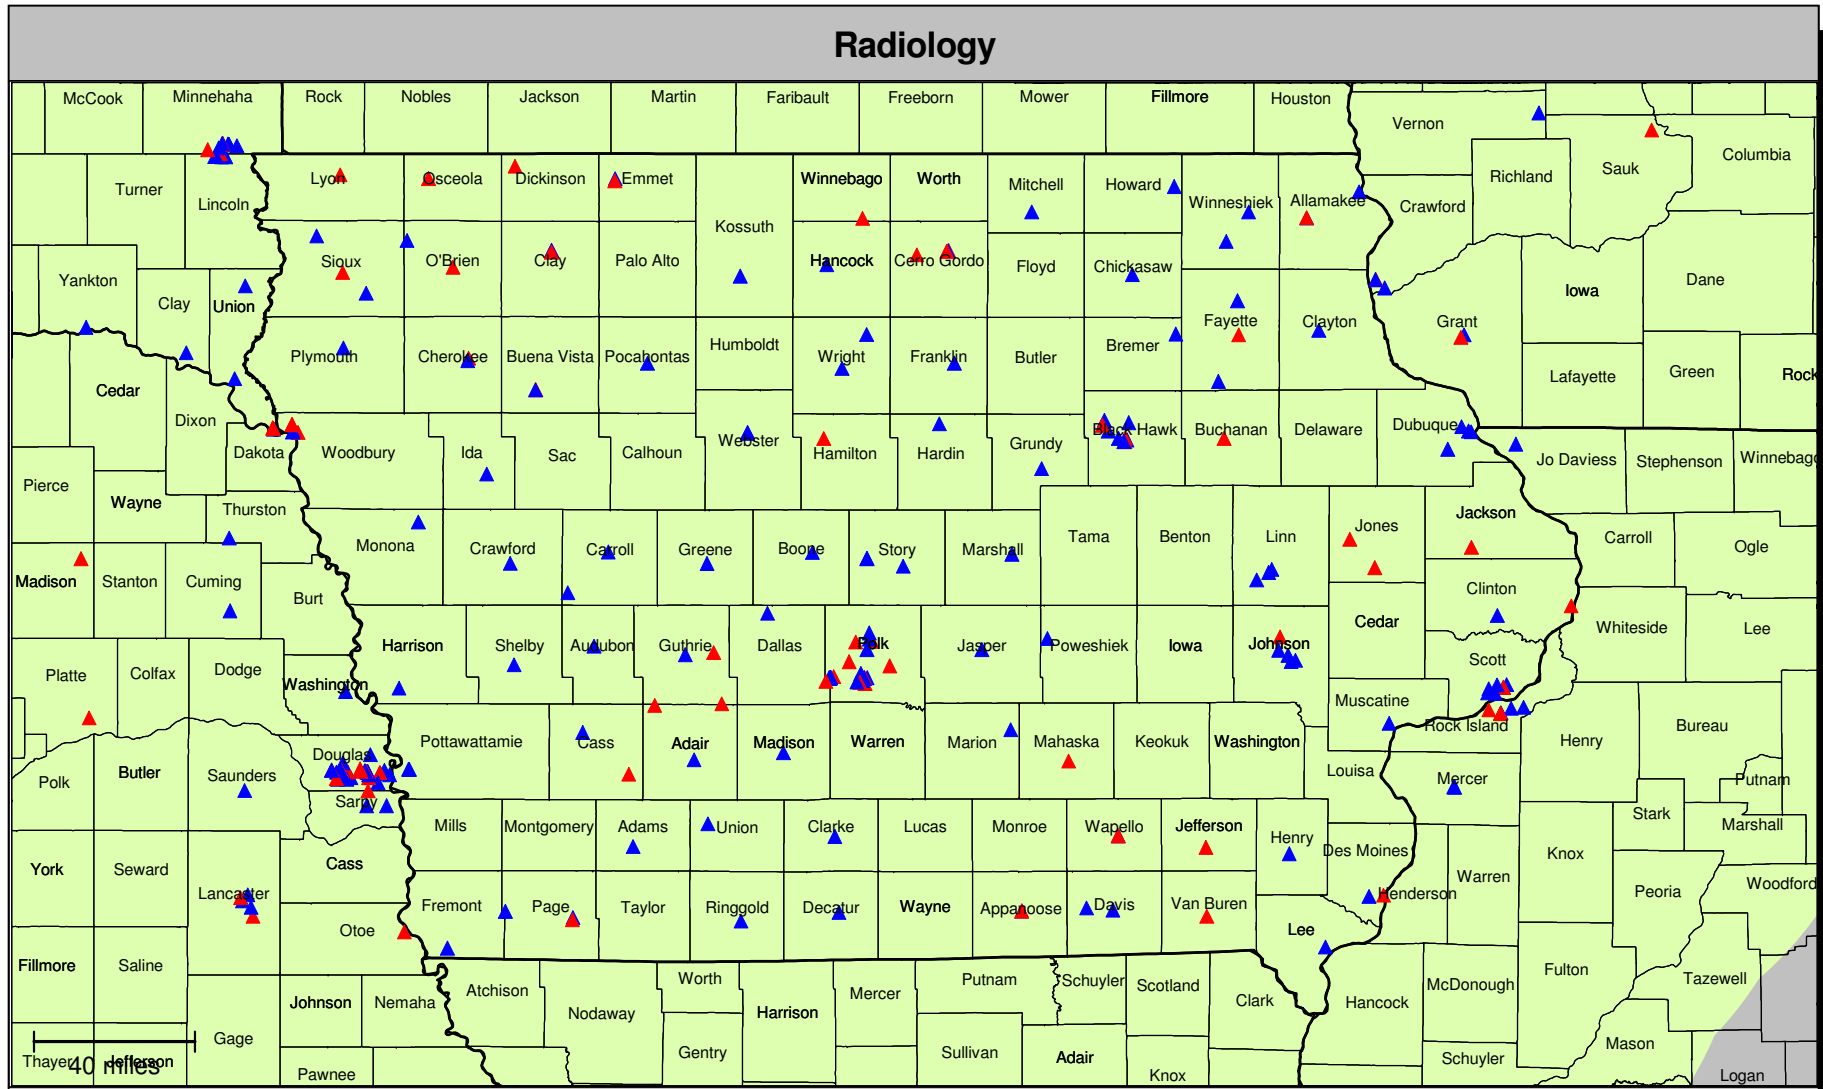 Radiology
McCook Minnehaha Rock Nobles Jackson Martin Faribault Freeborn Mower Fillmore Houston
Vernon
Columbia
Sauk
Richland
Turner Lyon Osceola Dickinson Emmet Winnebago Worth Mitchell Howard
Lincoln Winneshiek Allamakee Crawford
Kossuth
Yankton Sioux O'Brien Clay Palo Alto Hancock Cerro Gordo Floyd Chickasaw Dane
Clay Union Iowa
Fayette Clayton Grant
Plymouth Cherokee Buena Vista Pocahontas Humboldt Wright Franklin Butler Bremer
Cedar Lafayette Green Rock
Dixon
Dakota Woodbury Ida Sac Calhoun Webster Hamilton Hardin Grundy Black Hawk Buchanan Delaware Dubuque
Jo Daviess Stephenson Winnebago
Pierce
Wayne Thurston Jackson
Monona Crawford Carroll Greene Boone Story Marshall Tama Benton Linn Jones Carroll Ogle
Madison Stanton Cuming Clinton
Burt
Harrison Shelby Audubon Guthrie Dallas Polk Jasper Poweshiek Iowa Johnson Cedar Whiteside Lee
Platte Colfax Dodge Scott
Washington Muscatine
Rock Island Bureau
Pottawattamie Cass Adair Madison Warren Marion Mahaska Keokuk Washington Henry
Douglas
Polk Butler Saunders Louisa Mercer Putnam
Sarpy
Mills Montgomery Adams Union Clarke Lucas Monroe Wapello Jefferson Henry Stark Marshall
Des Moines Knox
York Seward Cass Warren Woodford
Lancaster Henderson Peoria
Fremont Page Taylor Ringgold Decatur Wayne Appanoose Davis Van Buren
Otoe Lee
Fillmore Saline Fulton
Atchison Worth Putnam Schuyler Scotland McDonough Tazewell
Johnson Nemaha Nodaway Harrison Mercer Clark Hancock
Gage Gentry Sullivan Adair Schuyler Mason
Thayer Jefferson
40 miles
Pawnee Knox Logan